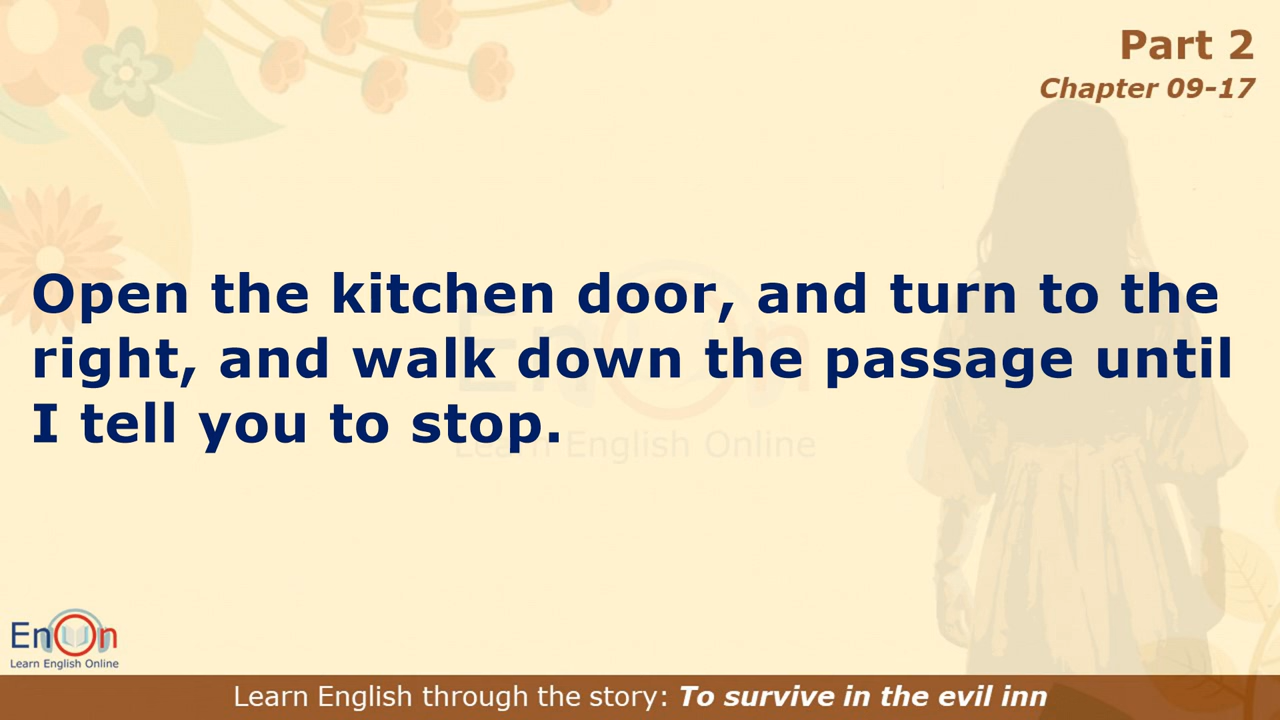 Part 2
Chapter 09-17
Open the kitchen door, and turn to the
right, and walk down the passage until
I tell you to stop.
EnOn
Learn English Online
EnOn
Learn English Online
Learn English through the story: To survive in the evil inn